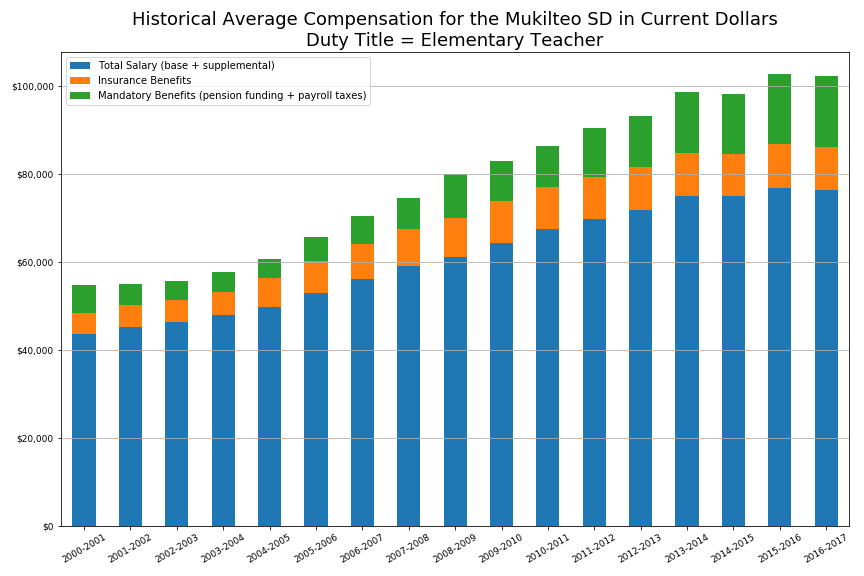 Historical Average Compensation for the Mukilteo SD in Current Dollars
Duty Title = Elementary Teacher
Total Salary (base + supplemental)
Insurance Benefits
Mandatory Benefits (pension funding + payroll taxes)
$100,000
$80,000
$60,000
$40,000
$20,000
$0
2000-2001 2001-2002 2002-2003 2003-2004 2004-2005 2005-2006 2006-2007 2007-2008 2008-2009 2009-2010 2010-2011 2011-2012 2012-2013 2013-2014 2014-2015 2015-2016 2016-2017